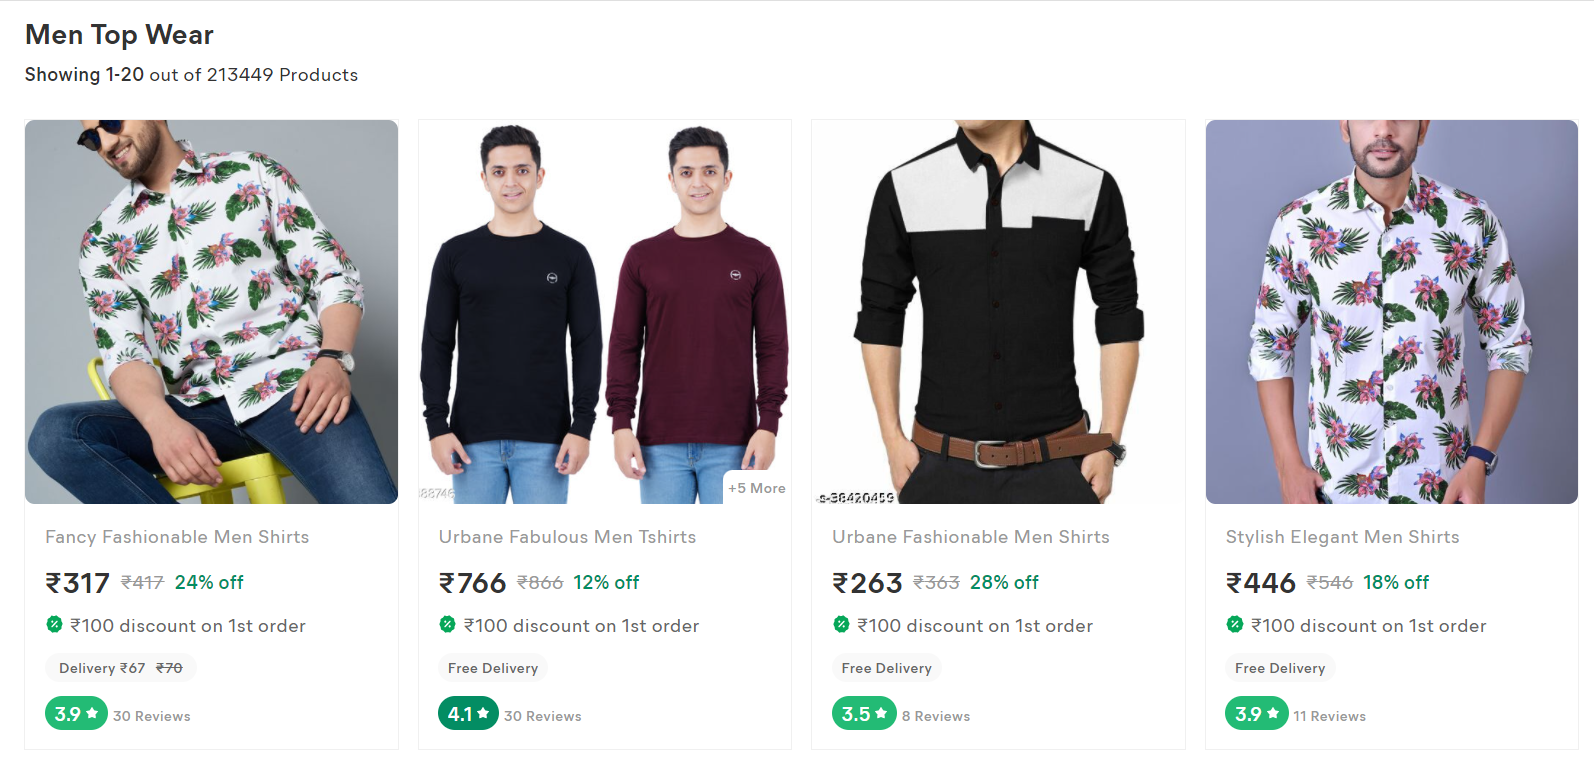 Men Top Wear
Showing 1-20 out of 213449 Products
+5 More
s-38420459
Fancy Fashionable Men Shirts
₹317 ₹417 24% off
₹100 discount on 1st order
Delivery ₹67 ₹70
3.9 ★ 30 Reviews
Urbane Fabulous Men Tshirts
₹766 ₹866 12% off
₹100 discount on 1st order
Free Delivery
4.1 ★ 30 Reviews
Urbane Fashionable Men Shirts
₹263 ₹363 28% off
₹100 discount on 1st order
Free Delivery
3.5 ★ 8 Reviews
Stylish Elegant Men Shirts
₹446 ₹546 18% off
₹100 discount on 1st order
Free Delivery
3.9 ★ 11 Reviews